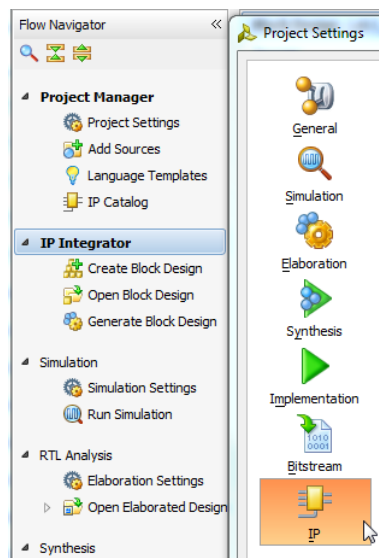 Flow Navigator
Project Manager
Project Settings
Add Sources
Language Templates
IP Catalog
IP Integrator
Create Block Design
Open Block Design
Generate Block Design
Simulation
Simulation Settings
Run Simulation
RTL Analysis
Elaboration Settings
Open Elaborated Design
Synthesis
Project Settings
General
Simulation
Elaboration
Synthesis
Implementation
1010
0001
Bitstream
IP